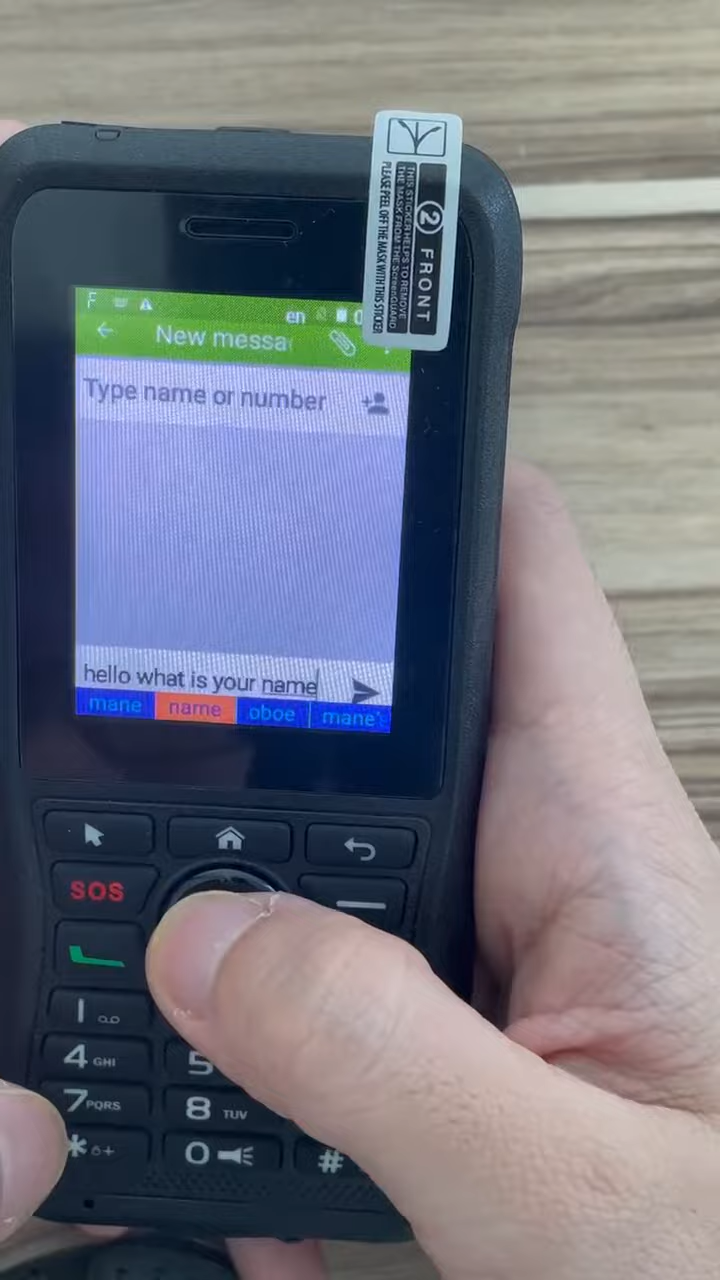 2 FRONT
THIS STICKER HELPS TO REMOVE
THE MASK FROM THE ScreenGUARD
PLEASE PEEL OFF THE MASK WITH THIS STICKER
F en
New messa
Type name or number
hello what is your name
mane name oboe mane'
SOS
1
4 GHI 5
7 PQRS 8 TUV
* 0 #